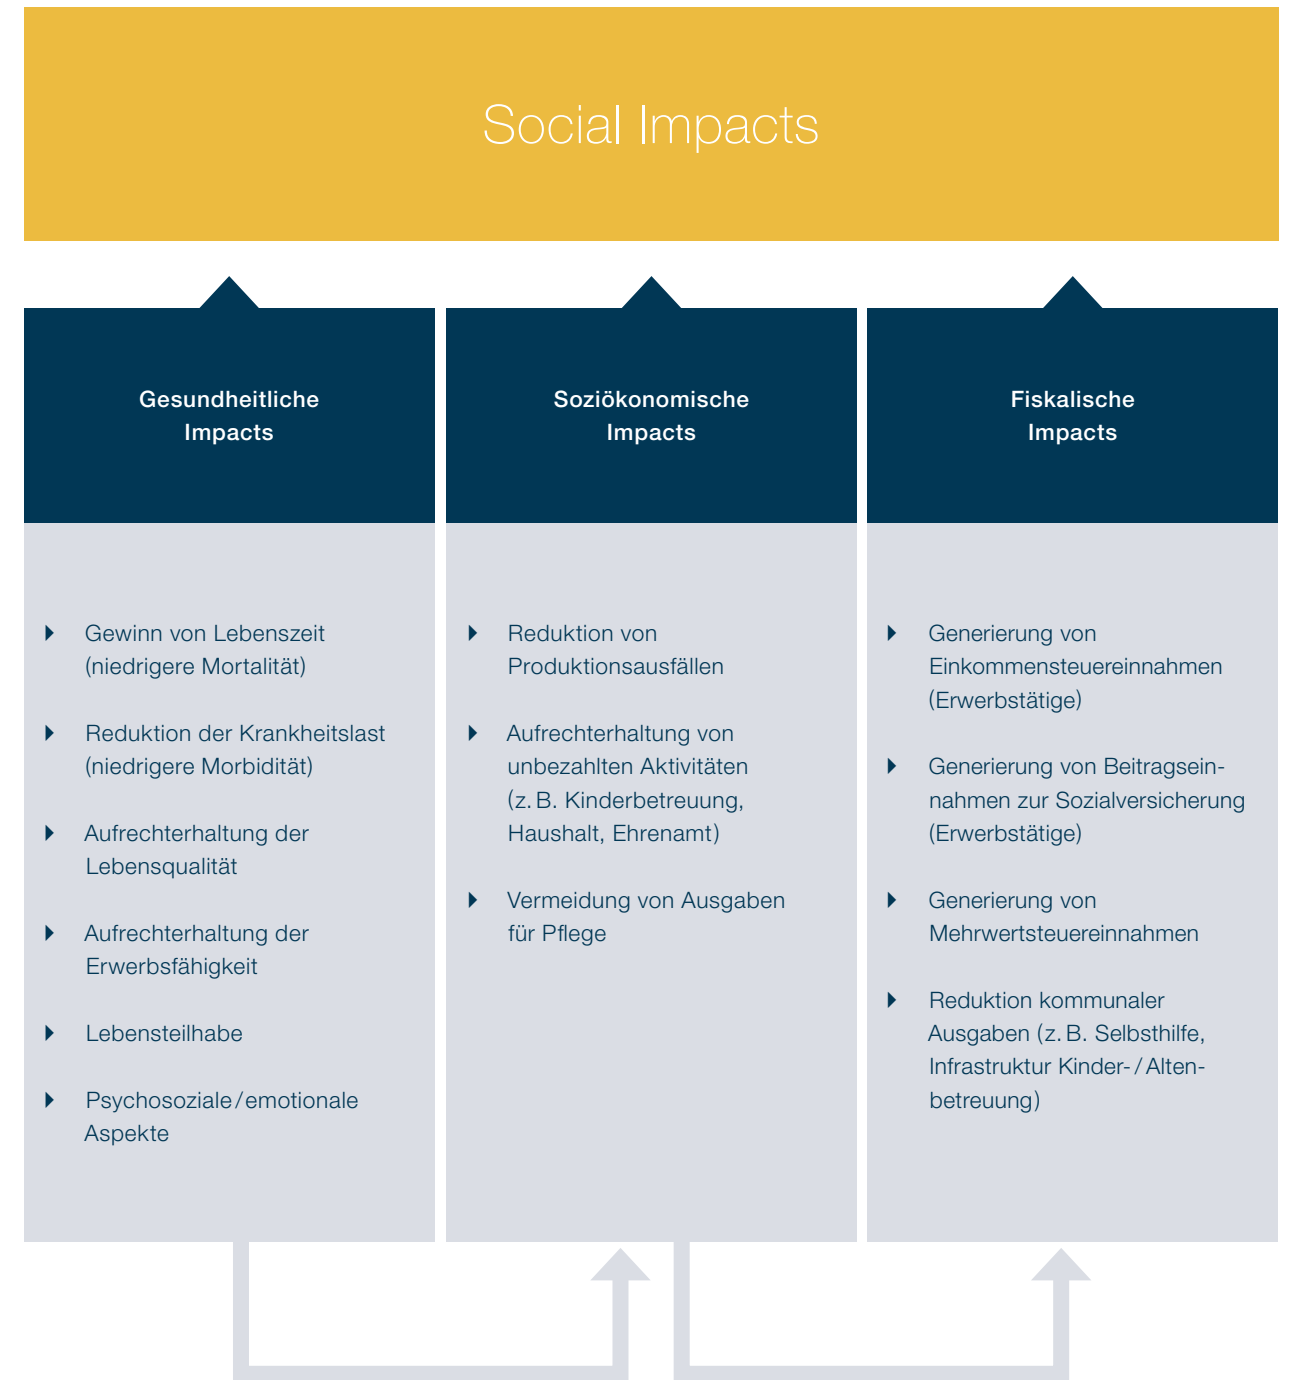 Social Impacts
Gesundheitliche
Impacts
Soziökonomische
Impacts
Fiskalische
Impacts
Gewinn von Lebenszeit
(niedrigere Mortalität)
Reduktion der Krankheitslast
(niedrigere Morbidität)
Aufrechterhaltung der
Lebensqualität
Aufrechterhaltung der
Erwerbsfähigkeit
Lebensteilhabe
Psychosoziale/emotionale
Aspekte
Reduktion von
Produktionsausfällen
Aufrechterhaltung von
unbezahlten Aktivitäten
(z. B. Kinderbetreuung,
Haushalt, Ehrenamt)
Vermeidung von Ausgaben
für Pflege
Generierung von
Einkommensteuereinnahmen
(Erwerbstätige)
Generierung von Beitragsein-
nahmen zur Sozialversicherung
(Erwerbstätige)
Generierung von
Mehrwertsteuereinnahmen
Reduktion kommunaler
Ausgaben (z. B. Selbsthilfe,
Infrastruktur Kinder-/Alten-
betreuung)